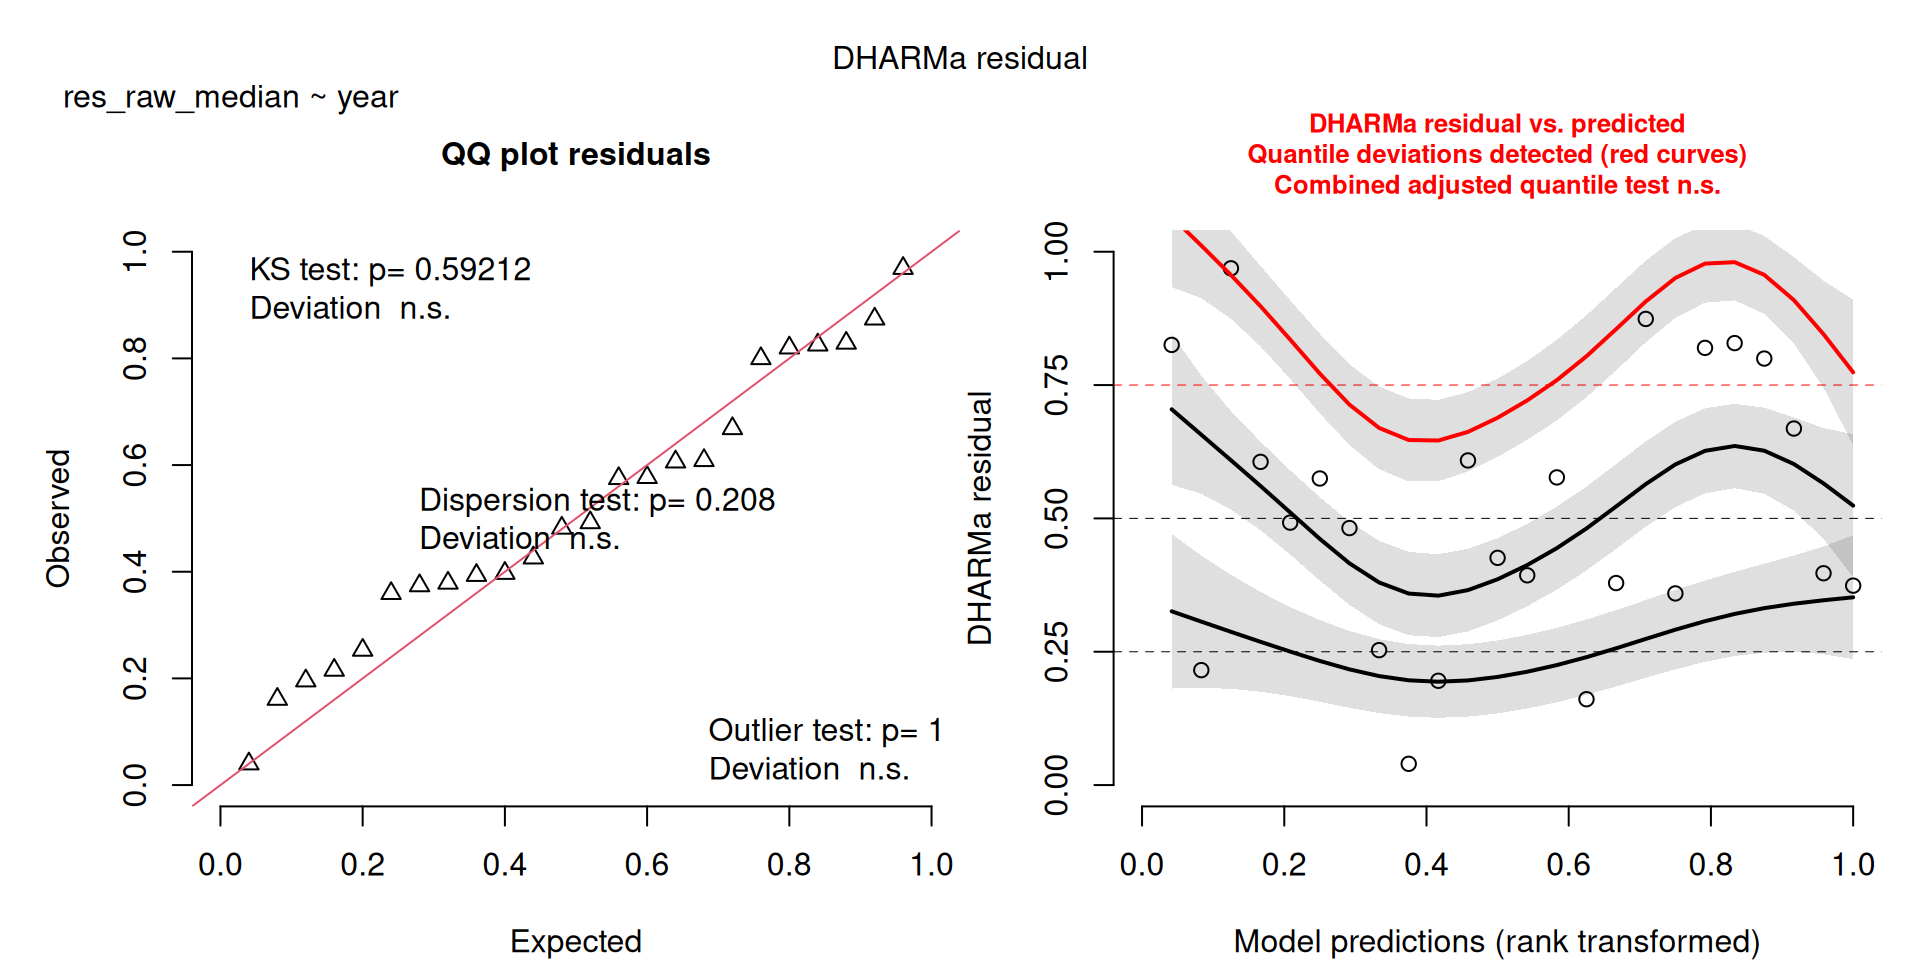 DHARMa residual
res_raw_median ~ year
QQ plot residuals
KS test: p= 0.59212
Deviation  n.s.
Dispersion test: p= 0.208
Deviation  n.s.
Outlier test: p= 1
Deviation  n.s.
Observed
0.0 0.2 0.4 0.6 0.8 1.0
0.0 0.2 0.4 0.6 0.8 1.0
Expected
DHARMa residual vs. predicted
Quantile deviations detected (red curves)
Combined adjusted quantile test n.s.
DHARMa residual
0.00 0.25 0.50 0.75 1.00
0.0 0.2 0.4 0.6 0.8 1.0
Model predictions (rank transformed)